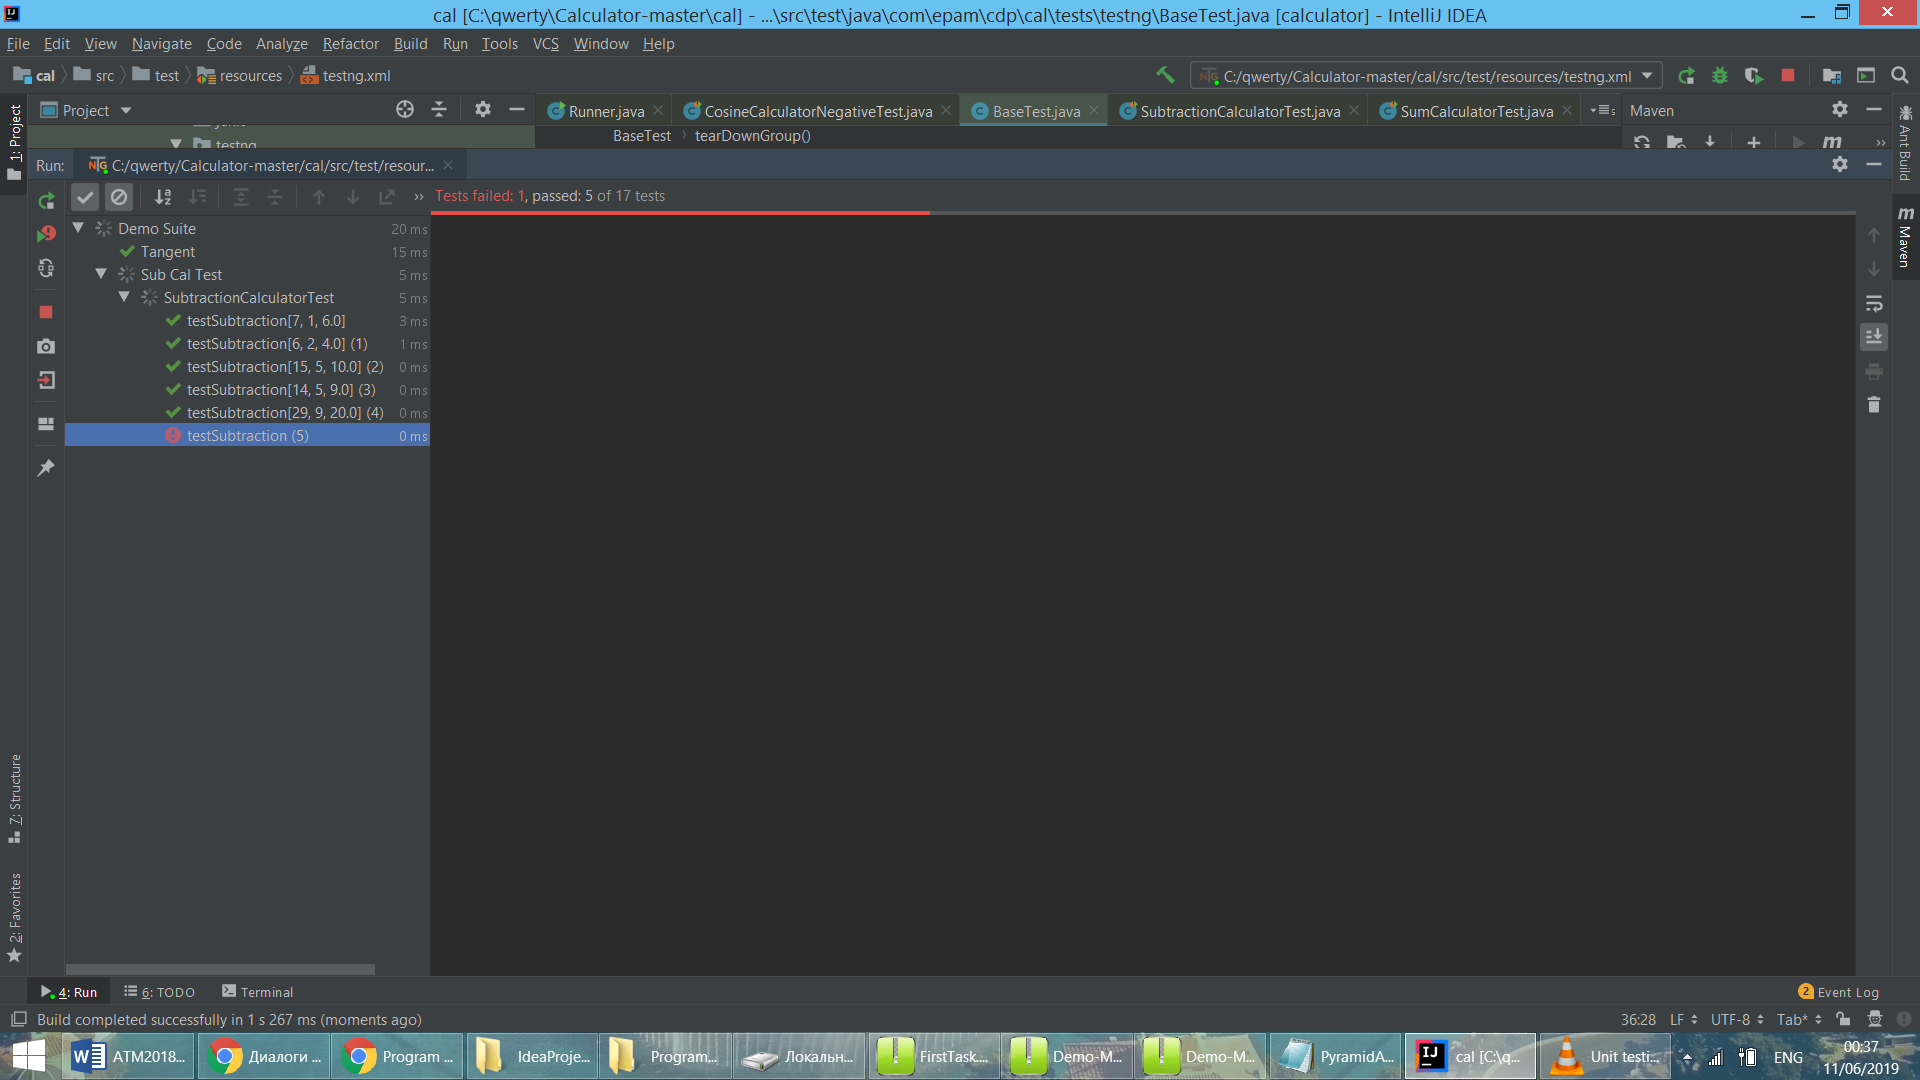 cal [C:\qwerty\Calculator-master\cal] - ...\src\test\java\com\epam\cdp\cal\tests\testng\BaseTest.java [calculator] - IntelliJ IDEA
File Edit View Navigate Code Analyze Refactor Build Run Tools VCS Window Help
cal src test resources testng.xml C:/qwerty/Calculator-master/cal/src/test/resources/testng.xml
Project Runner.java CosineCalculatorNegativeTest.java BaseTest.java SubtractionCalculatorTest.java SumCalculatorTest.java Maven
1: Project
Ant Build
Maven
testng BaseTest tearDownGroup()
Run: C:/qwerty/Calculator-master/cal/src/test/resour...
Tests failed: 1, passed: 5 of 17 tests
Demo Suite 20 ms
Tangent 15 ms
Sub Cal Test 5 ms
SubtractionCalculatorTest 5 ms
testSubtraction[7, 1, 6.0] 3 ms
testSubtraction[6, 2, 4.0] (1) 1 ms
testSubtraction[15, 5, 10.0] (2) 0 ms
testSubtraction[14, 5, 9.0] (3) 0 ms
testSubtraction[29, 9, 20.0] (4) 0 ms
testSubtraction (5) 0 ms
7: Structure
2: Favorites
4: Run 6: TODO Terminal 2 Event Log
Build completed successfully in 1 s 267 ms (moments ago) 36:28 LF UTF-8 Tab*
ATM2018... Диалоги ... Program ... IdeaProje... Program... Локальн... FirstTask.... Demo-M... Demo-M... PyramidA... cal [C:\q... Unit testi... ENG 00:37
11/06/2019